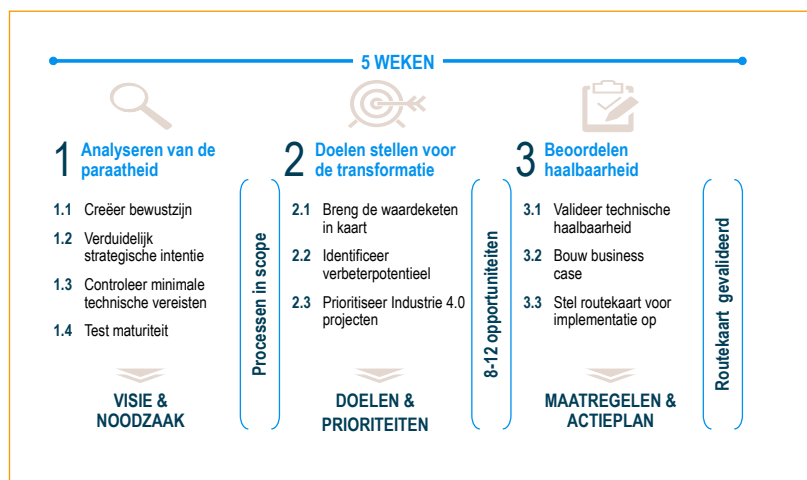 5 WEKEN
1 Analyseren van de
paraatheid
1.1 Creëer bewustzijn
1.2 Verduidelijk
strategische intentie
1.3 Controleer minimale
technische vereisten
1.4 Test maturiteit
VISIE &
NOODZAAK
Processen in scope
2 Doelen stellen voor
de transformatie
2.1 Breng de waardeketen
in kaart
2.2 Identificeer
verbeterpotentieel
2.3 Prioritiseer Industrie 4.0
projecten
DOELEN &
PRIORITEITEN
8-12 opportuniteiten
3 Beoordelen
haalbaarheid
3.1 Valideer technische
haalbaarheid
3.2 Bouw business
case
3.3 Stel routekaart voor
implementatie op
MAATREGELEN &
ACTIEPLAN
Routekaart gevalideerd